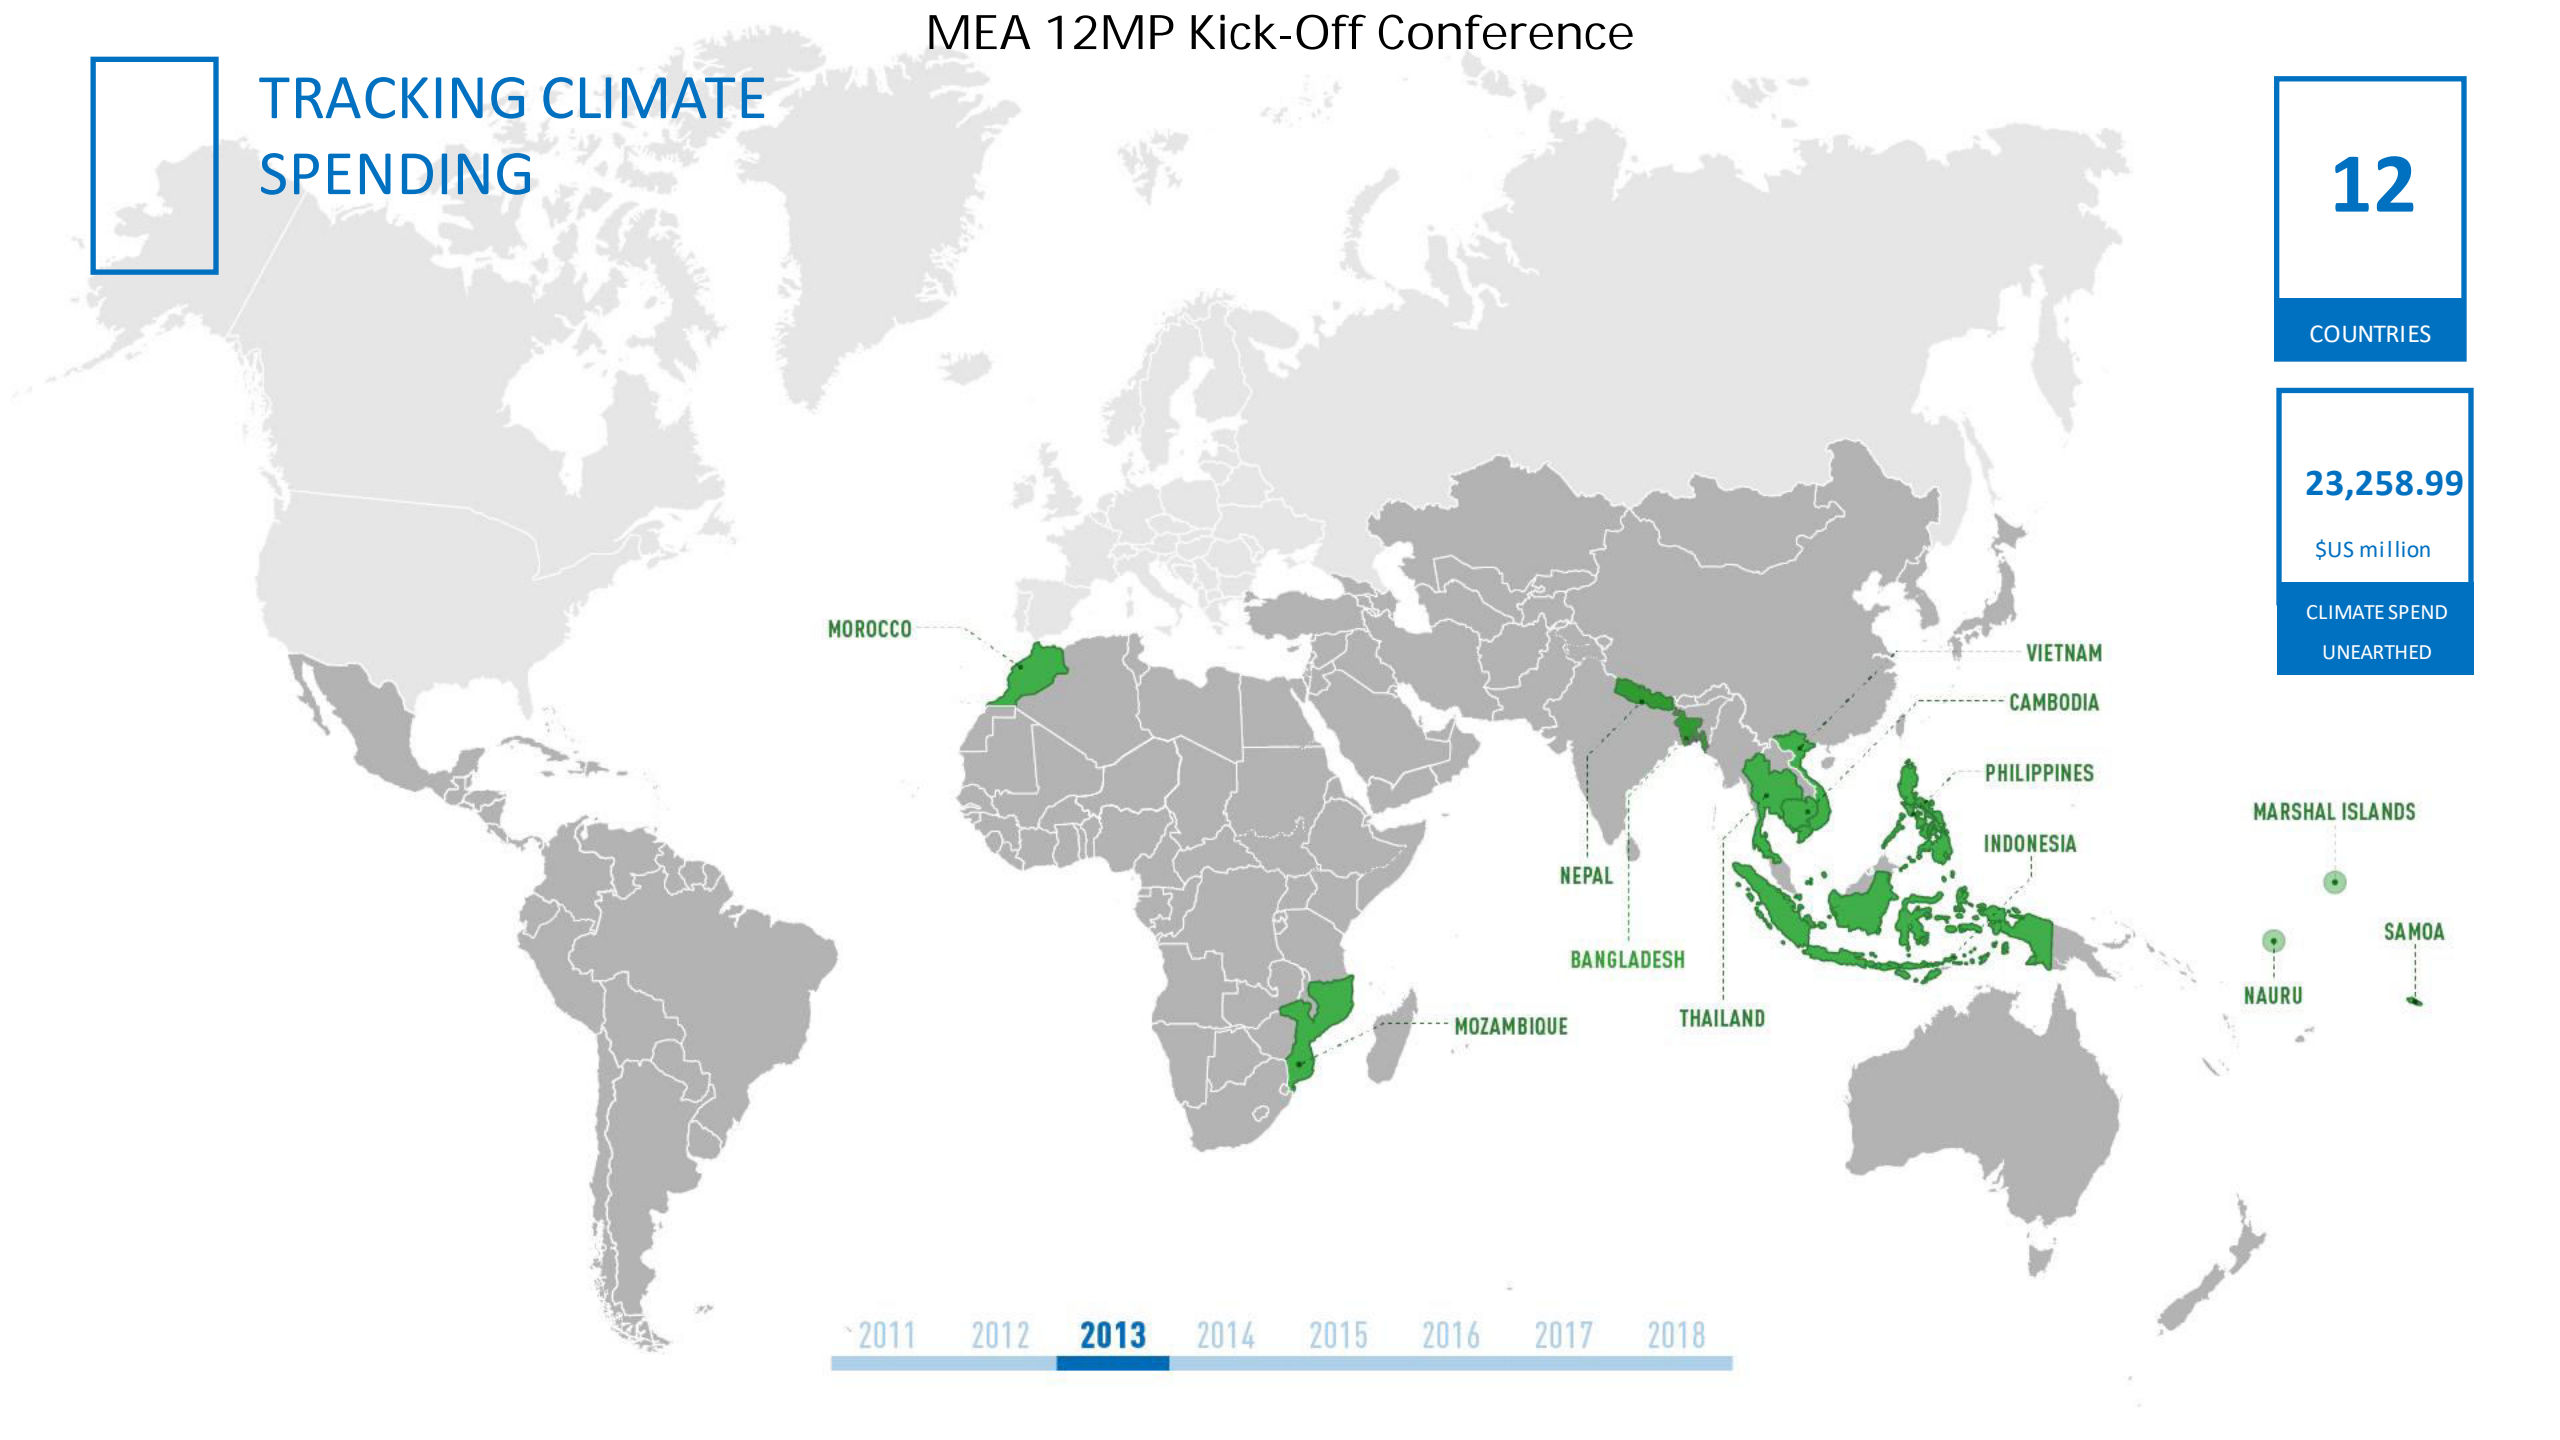 MEA 12MP Kick-Off Conference
TRACKING CLIMATE
SPENDING
12
COUNTRIES
23,258.99
$US million
CLIMATE SPEND
UNEARTHED
MOROCCO
VIETNAM
CAMBODIA
PHILIPPINES
MARSHAL ISLANDS
INDONESIA
NEPAL
SAMOA
BANGLADESH
NAURU
THAILAND
MOZAMBIQUE
2011 2012 2013 2014 2015 2016 2017 2018